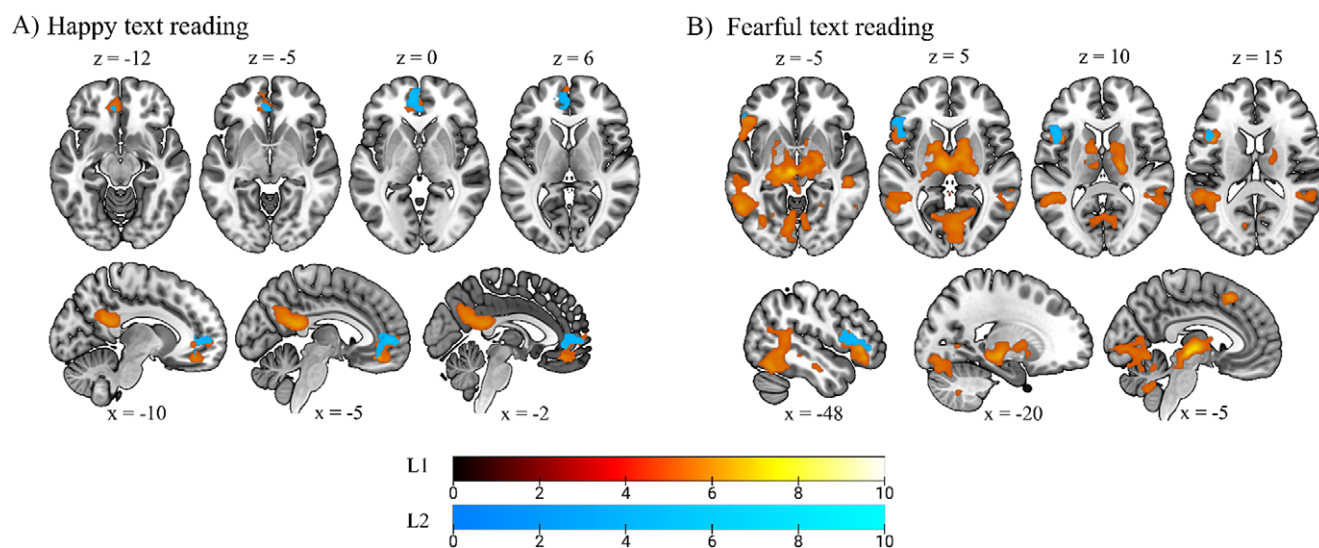 A) Happy text reading
z = -12
z = -5
z = 0
z = 6
x = -10
x = -5
x = -2
B) Fearful text reading
z = -5
z = 5
z = 10
z = 15
x = -48
x = -20
x = -5
L1
0 2 4 6 8 10
L2
0 2 4 6 8 10